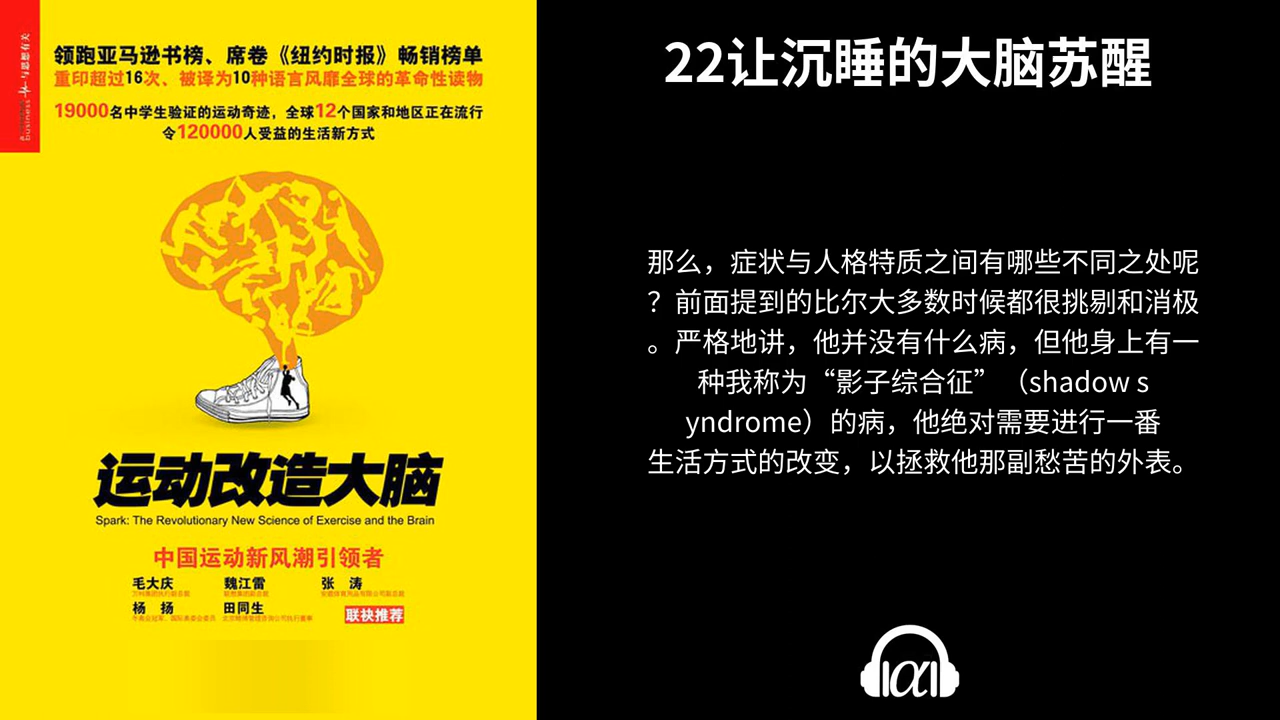 与思想有关
business
领跑亚马逊书榜、席卷《纽约时报》畅销榜单
重印超过16次、被译为10种语言风靡全球的革命性读物
19000名中学生验证的运动奇迹，全球12个国家和地区正在流行
令120000人受益的生活新方式
运动改造大脑
Spark: The Revolutionary New Science of Exercise and the Brain
中国运动新风潮引领者
毛大庆 魏江雷 张 涛
杨 扬 田同生 联袂推荐
22让沉睡的大脑苏醒
那么，症状与人格特质之间有哪些不同之处呢
？前面提到的比尔大多数时候都很挑剔和消极
。严格地讲，他并没有什么病，但他身上有一
种我称为“影子综合征”（shadow s
yndrome）的病，他绝对需要进行一番
生活方式的改变，以拯救他那副愁苦的外表。